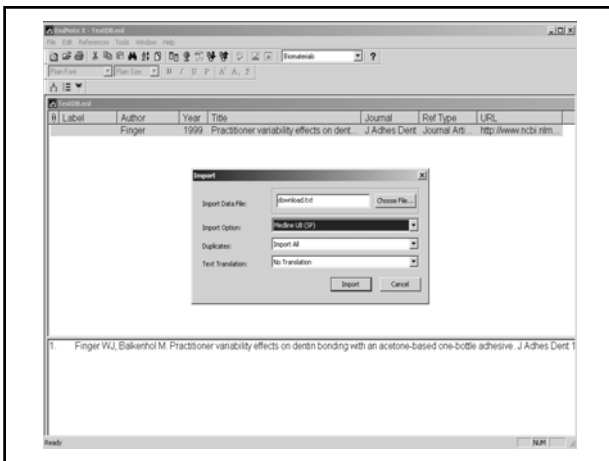 EndNote X - TestDB.enl
File Edit References Tools Window Help
Biomaterials
?
Plain Font Plain Size B I U P A¹ A₁ Σ
TestDB.enl
Label Author Year Title Journal Ref Type URL
Finger 1999 Practitioner variability effects on dent... J Adhes Dent Journal Arti... http://www.ncbi.nlm
Import
Import Data File: download.txt Choose File...
Import Option: Medline UB (SP)
Duplicates: Import All
Text Translation: No Translation
Import Cancel
1. Finger WJ, Balkenhol M. Practitioner variability effects on dentin bonding with an acetone-based one-bottle adhesive. J Adhes Dent 1
Ready NUM